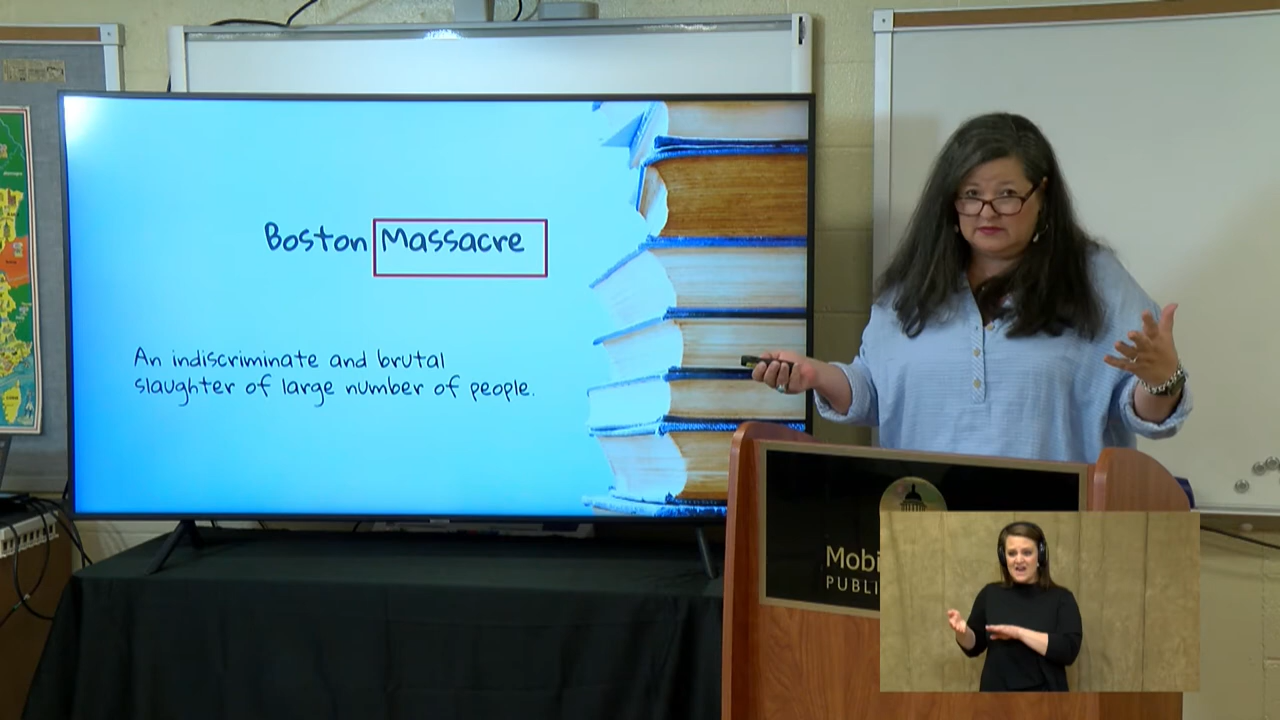 Boston Massacre
An indiscriminate and brutal
slaughter of large number of people.
Mobi
PUBLI